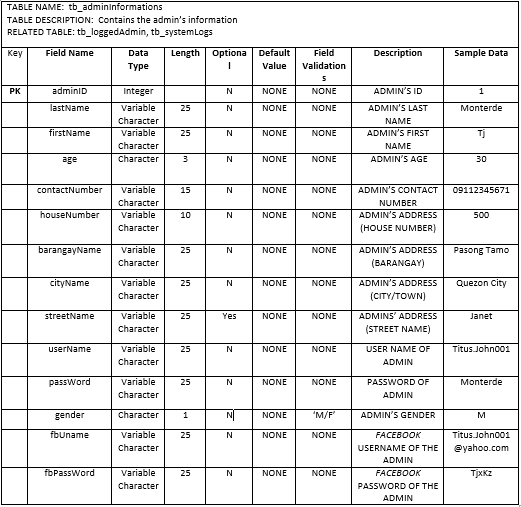 TABLE NAME: tb_adminInformations
TABLE DESCRIPTION: Contains the admin's information
RELATED TABLE: tb_loggedAdmin, tb_systemLogs
Key Field Name Data Type Length Optional Default Value Field Validations Description Sample Data
PK adminID Integer N NONE NONE ADMIN'S ID 1
lastName Variable Character 25 N NONE NONE ADMIN'S LAST NAME Monterde
firstName Variable Character 25 N NONE NONE ADMIN'S FIRST NAME Tj
age Character 3 N NONE NONE ADMIN'S AGE 30
contactNumber Variable Character 15 N NONE NONE ADMIN'S CONTACT NUMBER 09112345671
houseNumber Variable Character 10 N NONE NONE ADMIN'S ADDRESS (HOUSE NUMBER) 500
barangayName Variable Character 25 N NONE NONE ADMIN'S ADDRESS (BARANGAY) Pasong Tamo
cityName Variable Character 25 N NONE NONE ADMIN'S ADDRESS (CITY/TOWN) Quezon City
streetName Variable Character 25 Yes NONE NONE ADMINS' ADDRESS (STREET NAME) Janet
userName Variable Character 25 N NONE NONE USER NAME OF ADMIN Titus.John001
passWord Variable Character 25 N NONE NONE PASSWORD OF ADMIN Monterde
gender Character 1 N NONE 'M/F' ADMIN'S GENDER M
fbUname Variable Character 25 N NONE NONE FACEBOOK USERNAME OF THE ADMIN Titus.John001@yahoo.com
fbPassWord Variable Character 25 N NONE NONE FACEBOOK PASSWORD OF THE ADMIN TjxKz